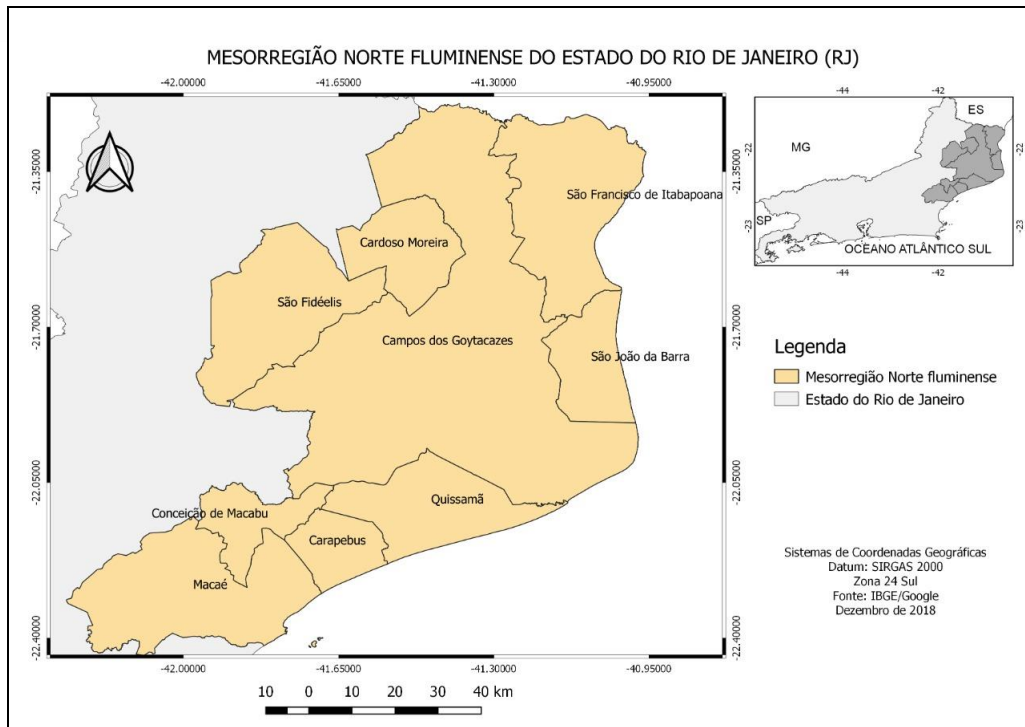 MESORREGIÃO NORTE FLUMINENSE DO ESTADO DO RIO DE JANEIRO (RJ)
-42.00000 -41.65000 -41.30000 -40.95000
-21.35000
-21.70000
-22.05000
-22.40000
São Francisco de Itabapoana
Cardoso Moreira
São Fidéelis
Campos dos Goytacazes
São João da Barra
Quissamã
Conceição de Macabu
Carapebus
Macaé
-21.35000
-21.70000
-22.05000
-22.40000
-42.00000 -41.65000 -41.30000 -40.95000
10 0 10 20 30 40 km
-44 -42
ES
MG
-22 -22
SP
-23 -23
OCEANO ATLÂNTICO SUL
-44 -42
Legenda
Mesorregião Norte fluminense
Estado do Rio de Janeiro
Sistemas de Coordenadas Geográficas
Datum: SIRGAS 2000
Zona 24 Sul
Fonte: IBGE/Google
Dezembro de 2018